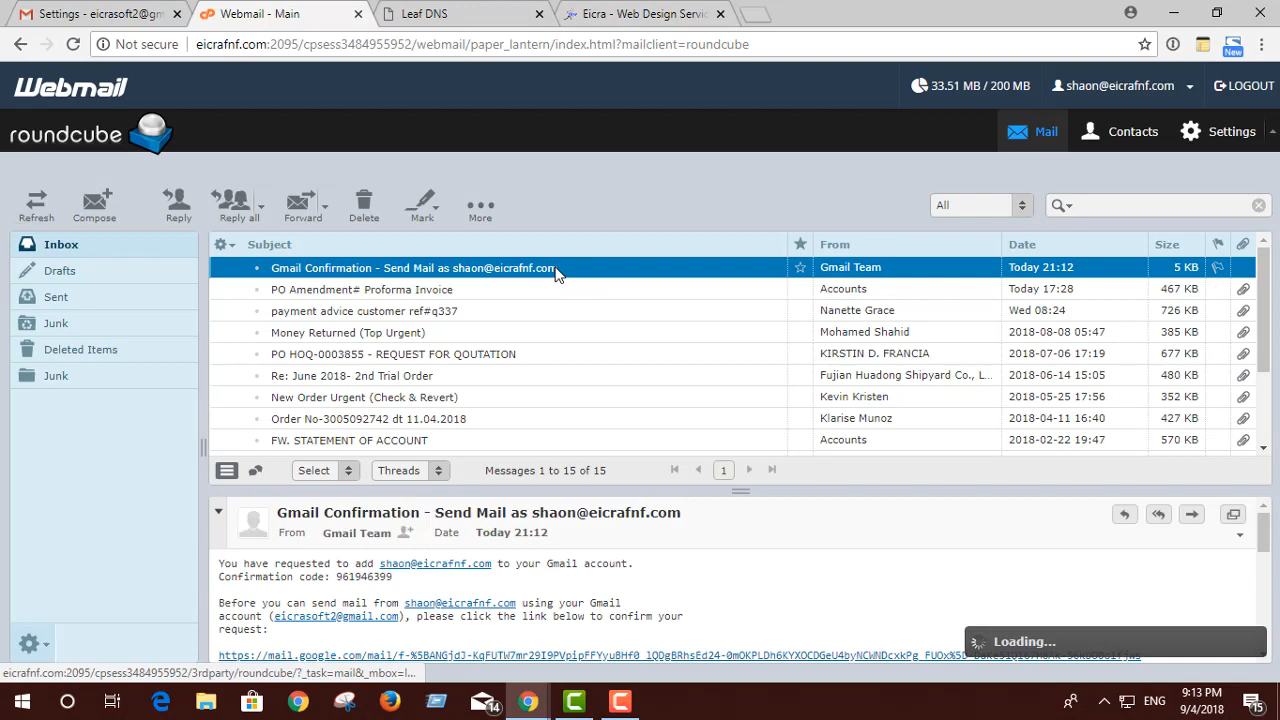 Settings - eicrasoft2@gm
Webmail - Main
Leaf DNS
Eicra - Web Design Servic
Not secure
eicrafnf.com:2095/cpsess3484955952/webmail/paper_lantern/index.html?mailclient=roundcube
New
Webmail
33.51 MB / 200 MB
shaon@eicrafnf.com
LOGOUT
roundcube
Mail
Contacts
Settings
Refresh
Compose
Reply
Reply all
Forward
Delete
Mark
More
All
Inbox
Drafts
Sent
Junk
Deleted Items
Junk
Subject From Date Size
Gmail Confirmation - Send Mail as shaon@eicrafnf.com Gmail Team Today 21:12 5 KB
PO Amendment# Proforma Invoice Accounts Today 17:28 467 KB
payment advice customer ref#q337 Nanette Grace Wed 08:24 726 KB
Money Returned (Top Urgent) Mohamed Shahid 2018-08-08 05:47 385 KB
PO HOQ-0003855 - REQUEST FOR QOUTATION KIRSTIN D. FRANCIA 2018-07-06 17:19 677 KB
Re: June 2018- 2nd Trial Order Fujian Huadong Shipyard Co., L... 2018-06-14 15:05 480 KB
New Order Urgent (Check & Revert) Kevin Kristen 2018-05-25 17:56 352 KB
Order No-3005092742 dt 11.04.2018 Klarise Munoz 2018-04-11 16:40 427 KB
FW. STATEMENT OF ACCOUNT Accounts 2018-02-22 19:47 570 KB
Select
Threads
Messages 1 to 15 of 15
1
Gmail Confirmation - Send Mail as shaon@eicrafnf.com
From Gmail Team Date Today 21:12
You have requested to add shaon@eicrafnf.com to your Gmail account.
Confirmation code: 961946399
Before you can send mail from shaon@eicrafnf.com using your Gmail
account (eicrasoft2@gmail.com), please click the link below to confirm your
request:
Loading...
eicrafnf.com:2095/cpsess3484955952/3rdparty/roundcube/?_task=mail&_mbox=I...
14
ENG
9:13 PM
9/4/2018
15